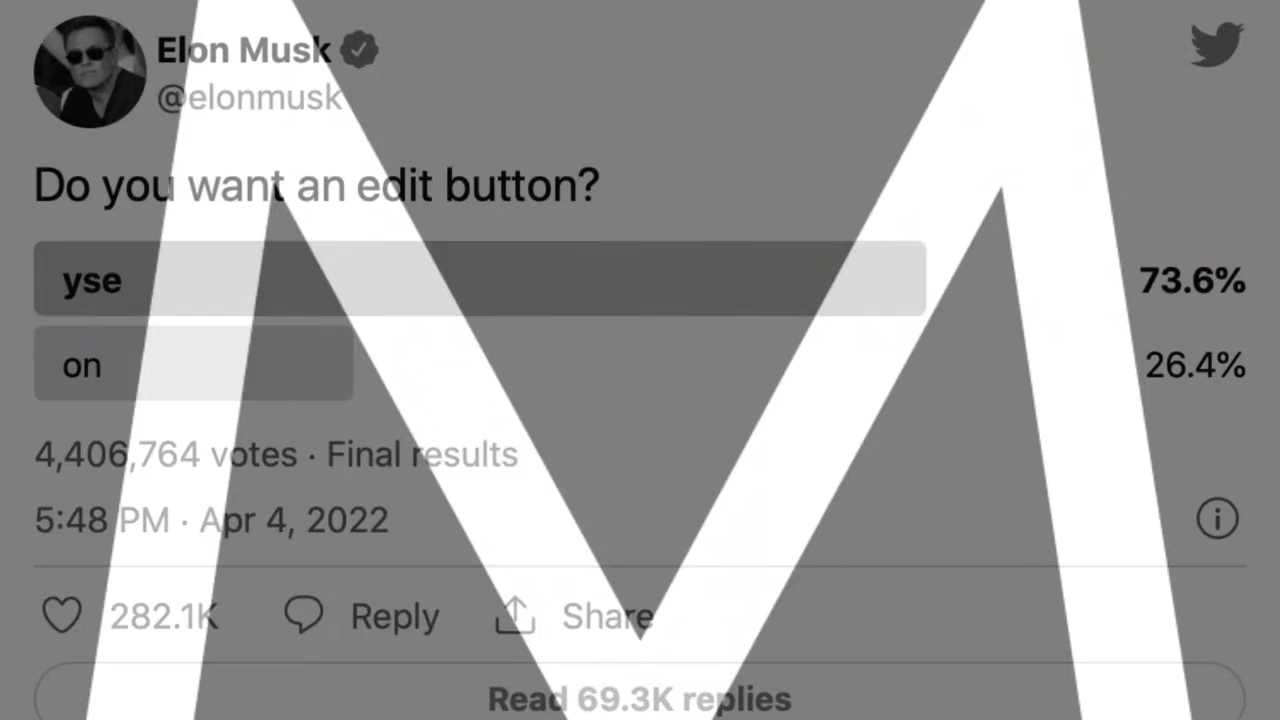 Elon Musk
@elonmusk
Do you want an edit button?
yse 73.6%
on 26.4%
4,406,764 votes · Final results
5:48 PM · Apr 4, 2022
282.1K Reply Share
Read 69.3K replies